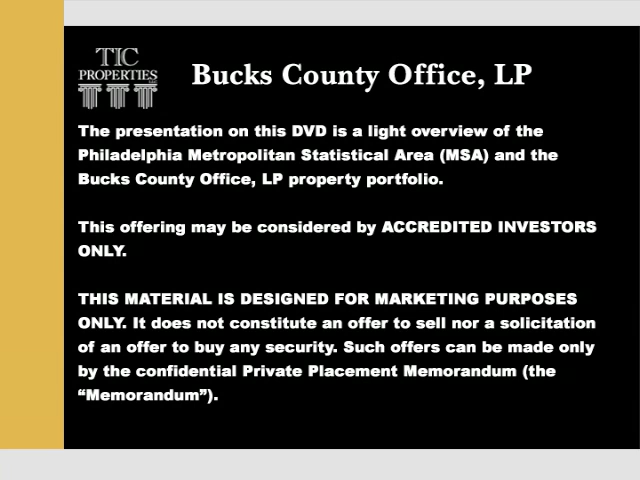 TIC
PROPERTIES
Bucks County Office, LP
The presentation on this DVD is a light overview of the
Philadelphia Metropolitan Statistical Area (MSA) and the
Bucks County Office, LP property portfolio.
This offering may be considered by ACCREDITED INVESTORS
ONLY.
THIS MATERIAL IS DESIGNED FOR MARKETING PURPOSES
ONLY. It does not constitute an offer to sell nor a solicitation
of an offer to buy any security. Such offers can be made only
by the confidential Private Placement Memorandum (the
“Memorandum”).